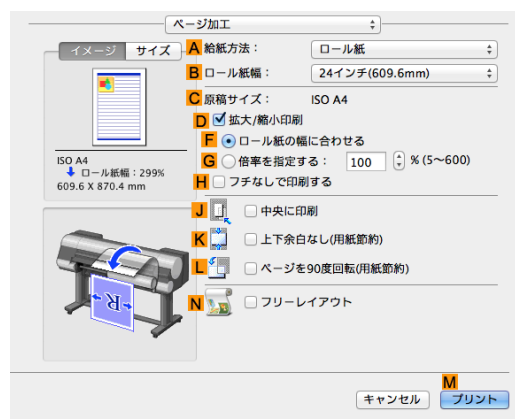 ページ加工
イメージ サイズ
A 給紙方法： ロール紙
B ロール紙幅： 24インチ(609.6mm)
C 原稿サイズ： ISO A4
D 拡大/縮小印刷
F ロール紙の幅に合わせる
G 倍率を指定する： 100 % (5～600)
H フチなしで印刷する
ISO A4
ロール紙幅：299%
609.6 X 870.4 mm
J 中央に印刷
K 上下余白なし(用紙節約)
L ページを90度回転(用紙節約)
R
N フリーレイアウト
M
キャンセル プリント